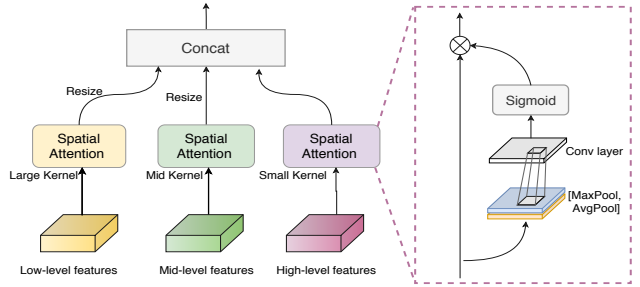 Concat
Resize
Resize
Spatial
Attention
Spatial
Attention
Spatial
Attention
Large Kernel
Mid Kernel
Small Kernel
Low-level features
Mid-level features
High-level features
Sigmoid
Conv layer
[MaxPool,
AvgPool]